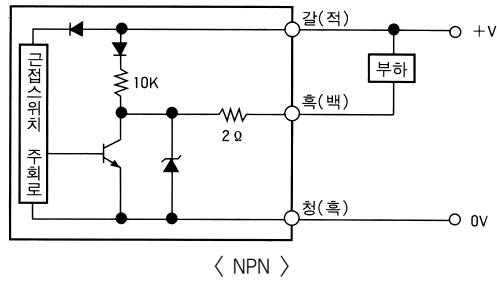 갈(적)
+V
근접스위치 주회로
10K
부하
흑(백)
2Ω
청(흑)
0V
〈 NPN 〉